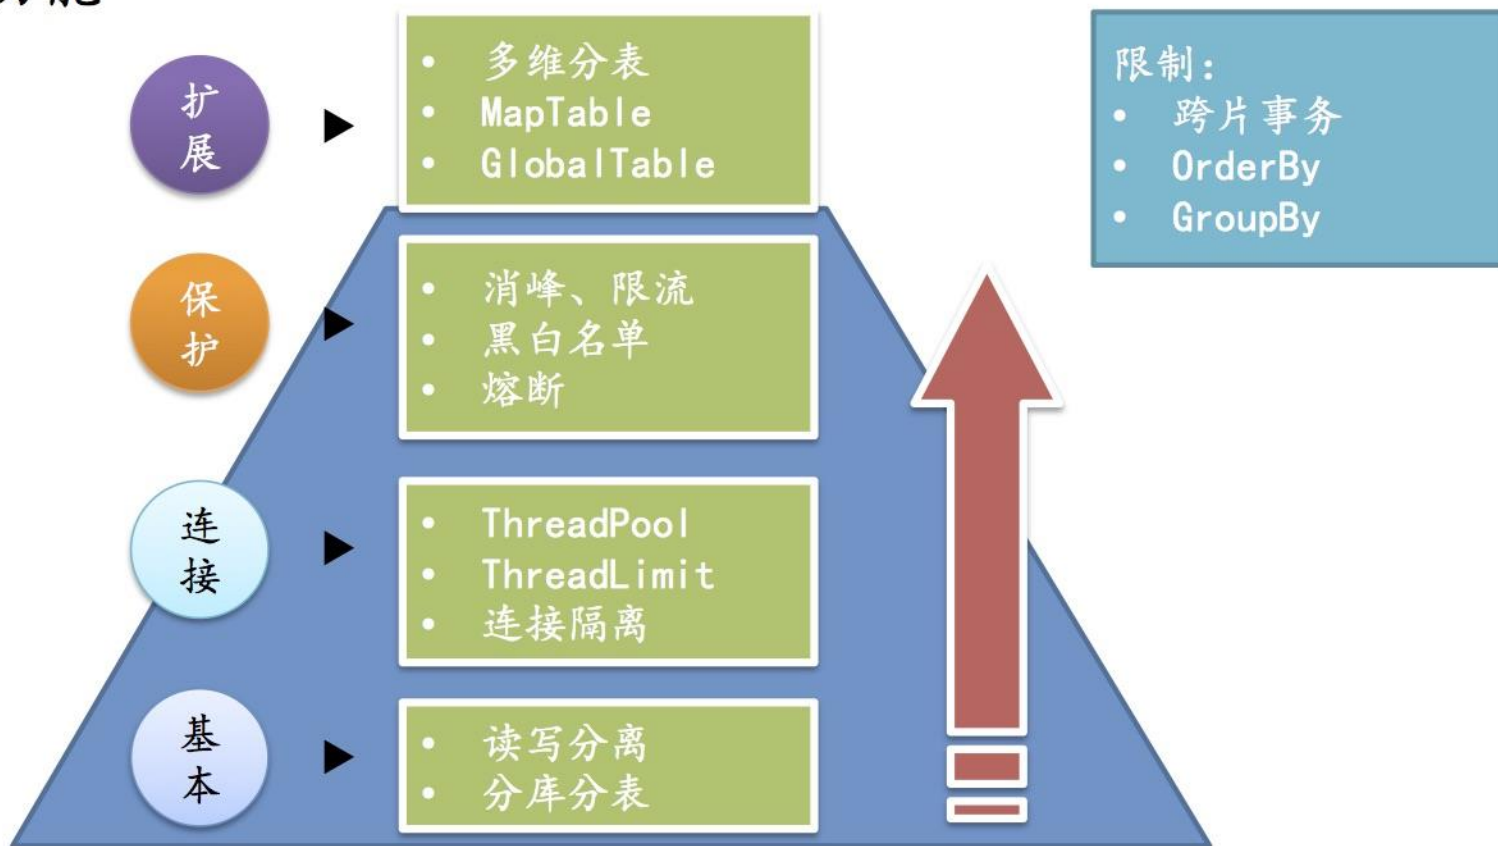 能
扩展
• 多维分表
• MapTable
• GlobalTable
限制:
• 跨片事务
• OrderBy
• GroupBy
保护
• 消峰、限流
• 黑白名单
• 熔断
连接
• ThreadPool
• ThreadLimit
• 连接隔离
基本
• 读写分离
• 分库分表